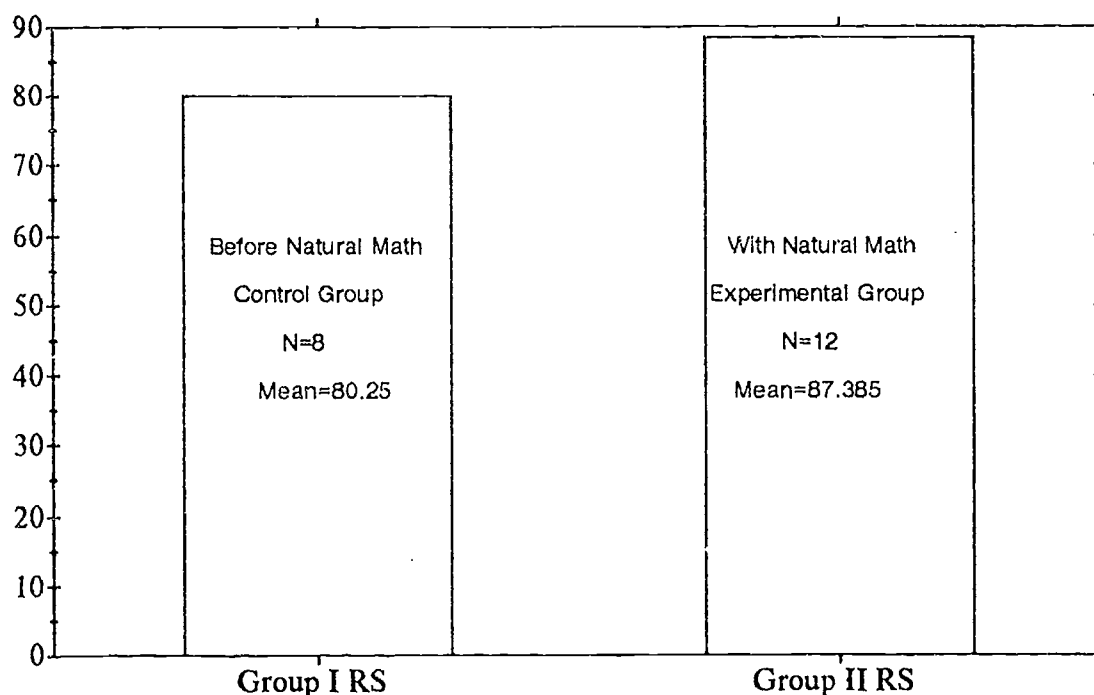 90
80
70
60
50
40
30
20
10
0
Before Natural Math
Control Group
N=8
Mean=80.25
With Natural Math
Experimental Group
N=12
Mean=87.385
Group I RS
Group II RS